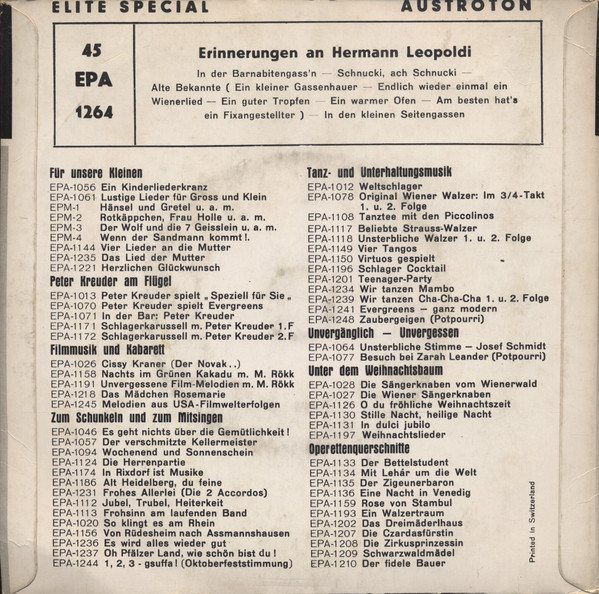 ELITE SPECIAL AUSTROTON
45
EPA
1264
Erinnerungen an Hermann Leopoldi
In der Barnabitengass'n — Schnucki, ach Schnucki —
Alte Bekannte ( Ein kleiner Gassenhauer — Endlich wieder einmal ein
Wienerlied — Ein guter Tropfen — Ein warmer Ofen — Am besten hat's
ein Fixangestellter ) — In den kleinen Seitengassen
Für unsere Kleinen
EPA-1056 Ein Kinderliederkranz
EPA-1061 Lustige Lieder für Gross und Klein
EPM-1 Hänsel und Gretel u. a. m.
EPM-2 Rotkäppchen, Frau Holle u. a. m.
EPM-3 Der Wolf und die 7 Geisslein u. a. m.
EPM-4 Wenn der Sandmann kommt!.
EPA-1144 Vier Lieder an die Mutter
EPA-1235 Das Lied der Mutter
EPA-1221 Herzlichen Glückwunsch
Peter Kreuder am Flügel
EPA-1013 Peter Kreuder spielt „Speziell für Sie„
EPA-1070 Peter Kreuder spielt Evergreens
EPA-1071 In der Bar: Peter Kreuder
EPA-1171 Schlagerkarussell m. Peter Kreuder 1.F
EPA-1172 Schlagerkarussell m. Peter Kreuder 2.F
Filmmusik und Kabarett
EPA-1026 Cissy Kraner (Der Novak..)
EPA-1158 Nachts im Grünen Kakadu m. M. Rökk
EPA-1191 Unvergessene Film-Melodien m. M. Rökk
EPA-1218 Das Mädchen Rosemarie
EPA-1245 Melodien aus USA-Filmwelterfolgen
Zum Schunkeln und zum Mitsingen
EPA-1046 Es geht nichts über die Gemütlichkeit!
EPA-1057 Der verschmitzte Kellermeister
EPA-1094 Wochenend und Sonnenschein
EPA-1124 Die Herrenpartie
EPA-1174 In Rixdorf ist Musike
EPA-1186 Alt Heidelberg, du feine
EPA-1231 Frohes Allerlei (Die 2 Accordos)
EPA-1112 Jubel, Trubel, Heiterkeit
EPA-1113 Frohsinn am laufenden Band
EPA-1020 So klingt es am Rhein
EPA-1156 Von Rüdesheim nach Assmannshausen
EPA-1236 Es wird alles wieder gut
EPA-1237 Oh Pfälzer Land, wie schön bist du!
EPA-1244 1, 2, 3 - gsuffa! (Oktoberfeststimmung)
Tanz- und Unterhaltungsmusik
EPA-1012 Weltschlager
EPA-1078 Original Wiener Walzer: Im 3/4-Takt
1. u. 2. Folge
EPA-1108 Tanztee mit den Piccolinos
EPA-1117 Beliebte Strauss-Walzer
EPA-1118 Unsterbliche Walzer 1. u. 2. Folge
EPA-1149 Vier Tangos
EPA-1150 Virtuos gespielt
EPA-1196 Schlager Cocktail
EPA-1201 Teenager-Party
EPA-1234 Wir tanzen Mambo
EPA-1239 Wir tanzen Cha-Cha-Cha 1. u. 2. Folge
EPA-1241 Evergreens — ganz modern
EPA-1248 Zaubergeigen (Potpourri)
Unvergänglich — Unvergessen
EPA-1064 Unsterbliche Stimme — Josef Schmidt
EPA-1077 Besuch bei Zarah Leander (Potpourri)
Unter dem Weihnachtsbaum
EPA-1028 Die Sängerknaben vom Wienerwald
EPA-1027 Die Wiener Sängerknaben
EPA-1126 O du fröhliche Weihnachtszeit
EPA-1130 Stille Nacht, heilige Nacht
EPA-1131 In dulci jubilo
EPA-1197 Weihnachtslieder
Operettenquerschnitte
EPA-1133 Der Bettelstudent
EPA-1134 Mit Lehár um die Welt
EPA-1135 Der Zigeunerbaron
EPA-1136 Eine Nacht in Venedig
EPA-1159 Rose von Stambul
EPA-1193 Ein Walzertraum
EPA-1202 Das Dreimäderlhaus
EPA-1207 Die Czardasfürstin
EPA-1208 Die Zirkusprinzessin
EPA-1209 Schwarzwaldmädel
EPA-1210 Der fidele Bauer
Printed in Switzerland